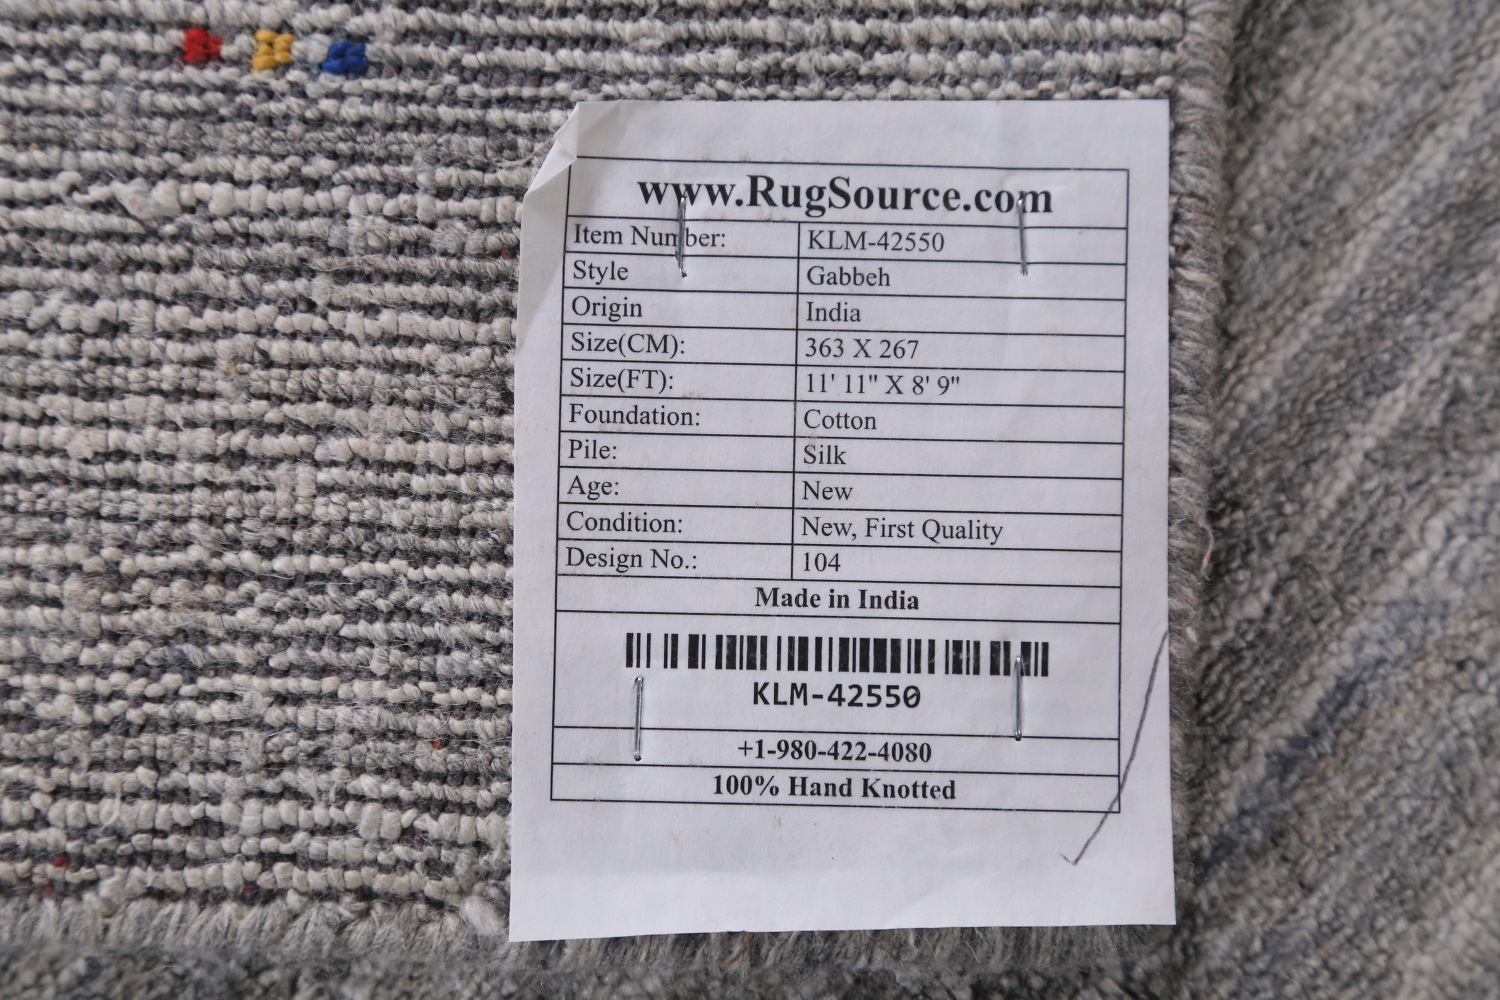 www.RugSource.com
Item Number: KLM-42550
Style Gabbeh
Origin India
Size(CM): 363 X 267
Size(FT): 11' 11" X 8' 9"
Foundation: Cotton
Pile: Silk
Age: New
Condition: New, First Quality
Design No.: 104
Made in India
KLM-42550
+1-980-422-4080
100% Hand Knotted